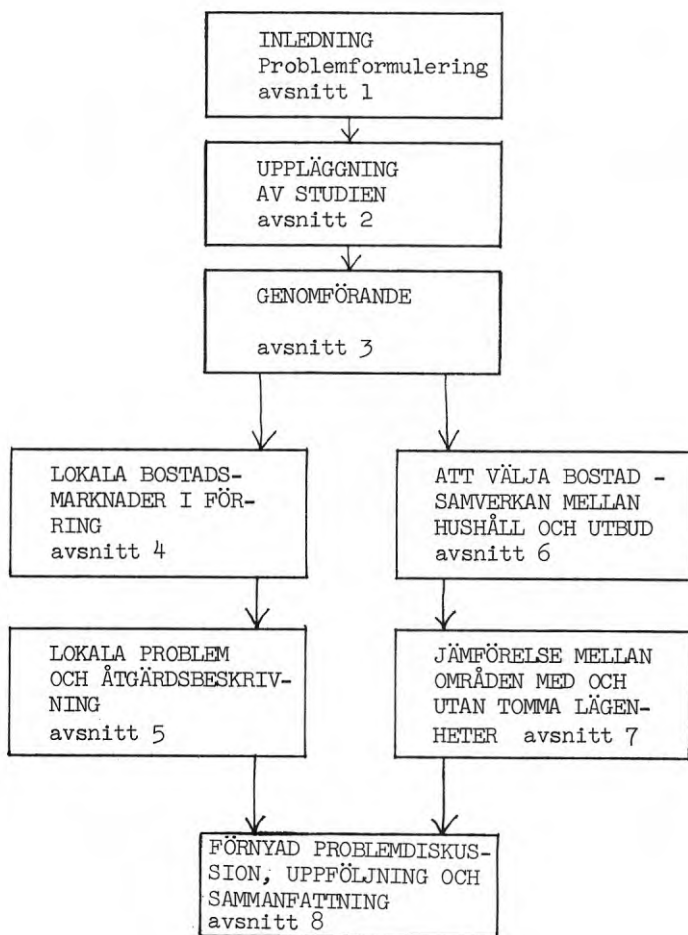 INLEDNING
Problemformulering
avsnitt 1
UPPLÄGGNING
AV STUDIEN
avsnitt 2
GENOMFÖRANDE
avsnitt 3
LOKALA BOSTADS-
MARKNADER I FÖR-
RING
avsnitt 4
ATT VÄLJA BOSTAD -
SAMVERKAN MELLAN
HUSHÅLL OCH UTBUD
avsnitt 6
LOKALA PROBLEM
OCH ÅTGÄRDSBESKRIV-
NING
avsnitt 5
JÄMFÖRELSE MELLAN
OMRÅDEN MED OCH
UTAN TOMMA LÄGEN-
HETER avsnitt 7
FÖRNYAD PROBLEMDISKUS-
SION, UPPFÖLJNING OCH
SAMMANFATTNING
avsnitt 8